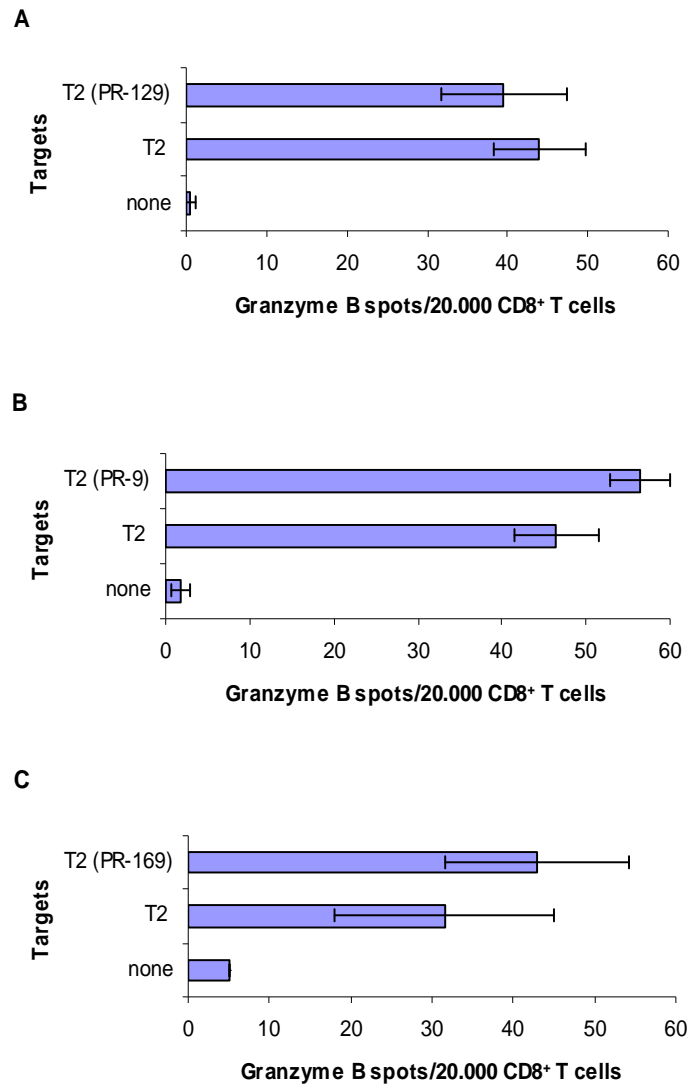 A
T2 (PR-129)
T2
none
Targets
0 10 20 30 40 50 60
Granzyme B spots/20.000 CD8⁺ T cells
B
T2 (PR-9)
T2
none
Targets
0 10 20 30 40 50 60
Granzyme B spots/20.000 CD8⁺ T cells
C
T2 (PR-169)
T2
none
Targets
0 10 20 30 40 50 60
Granzyme B spots/20.000 CD8⁺ T cells